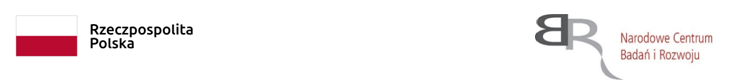 Rzeczpospolita
Polska
Narodowe Centrum
Badań i Rozwoju